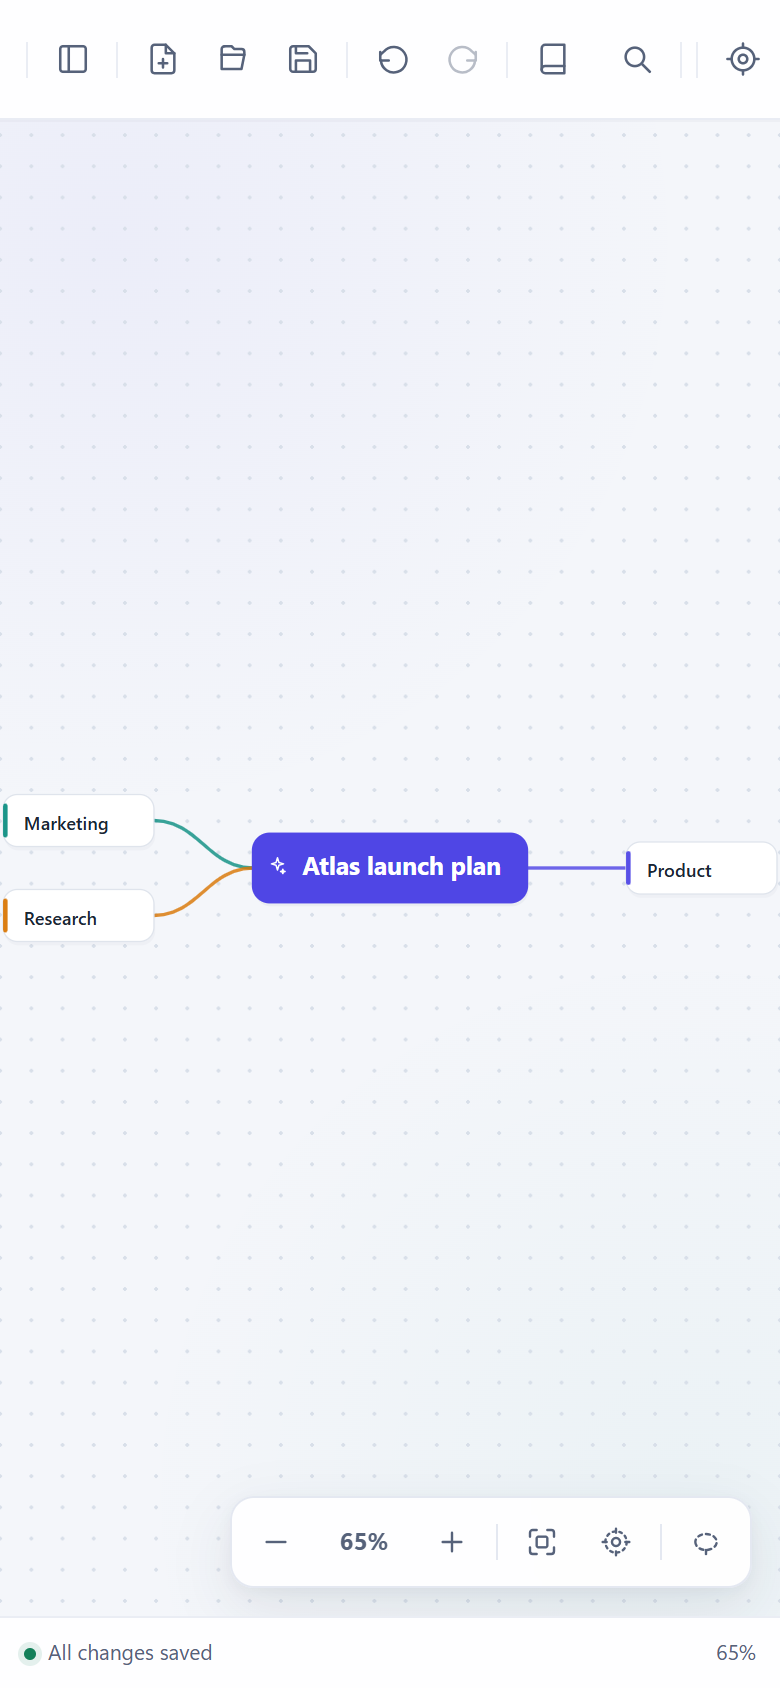 Marketing
Atlas launch plan
Product
Research
65%
All changes saved
65%